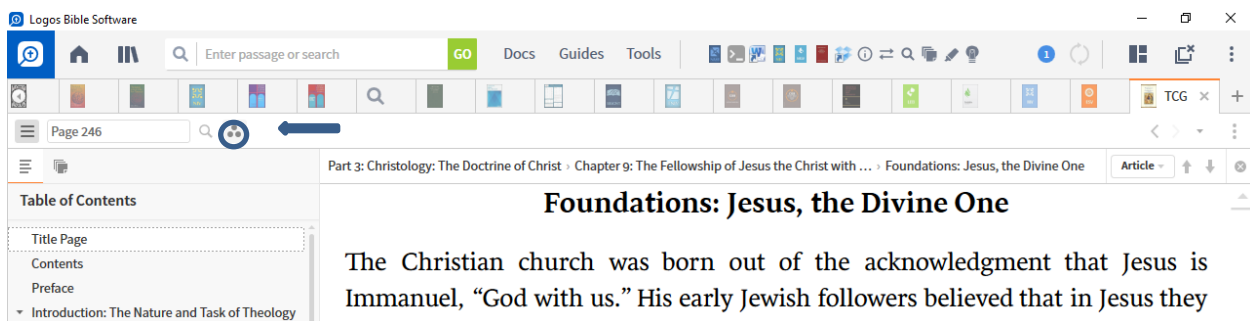 Logos Bible Software
Enter passage or search GO Docs Guides Tools 1
TCG
Page 246
Part 3: Christology: The Doctrine of Christ › Chapter 9: The Fellowship of Jesus the Christ with ... › Foundations: Jesus, the Divine One Article
Table of Contents
Title Page
Contents
Preface
Introduction: The Nature and Task of Theology
Foundations: Jesus, the Divine One
The Christian church was born out of the acknowledgment that Jesus is
Immanuel, “God with us.” His early Jewish followers believed that in Jesus they